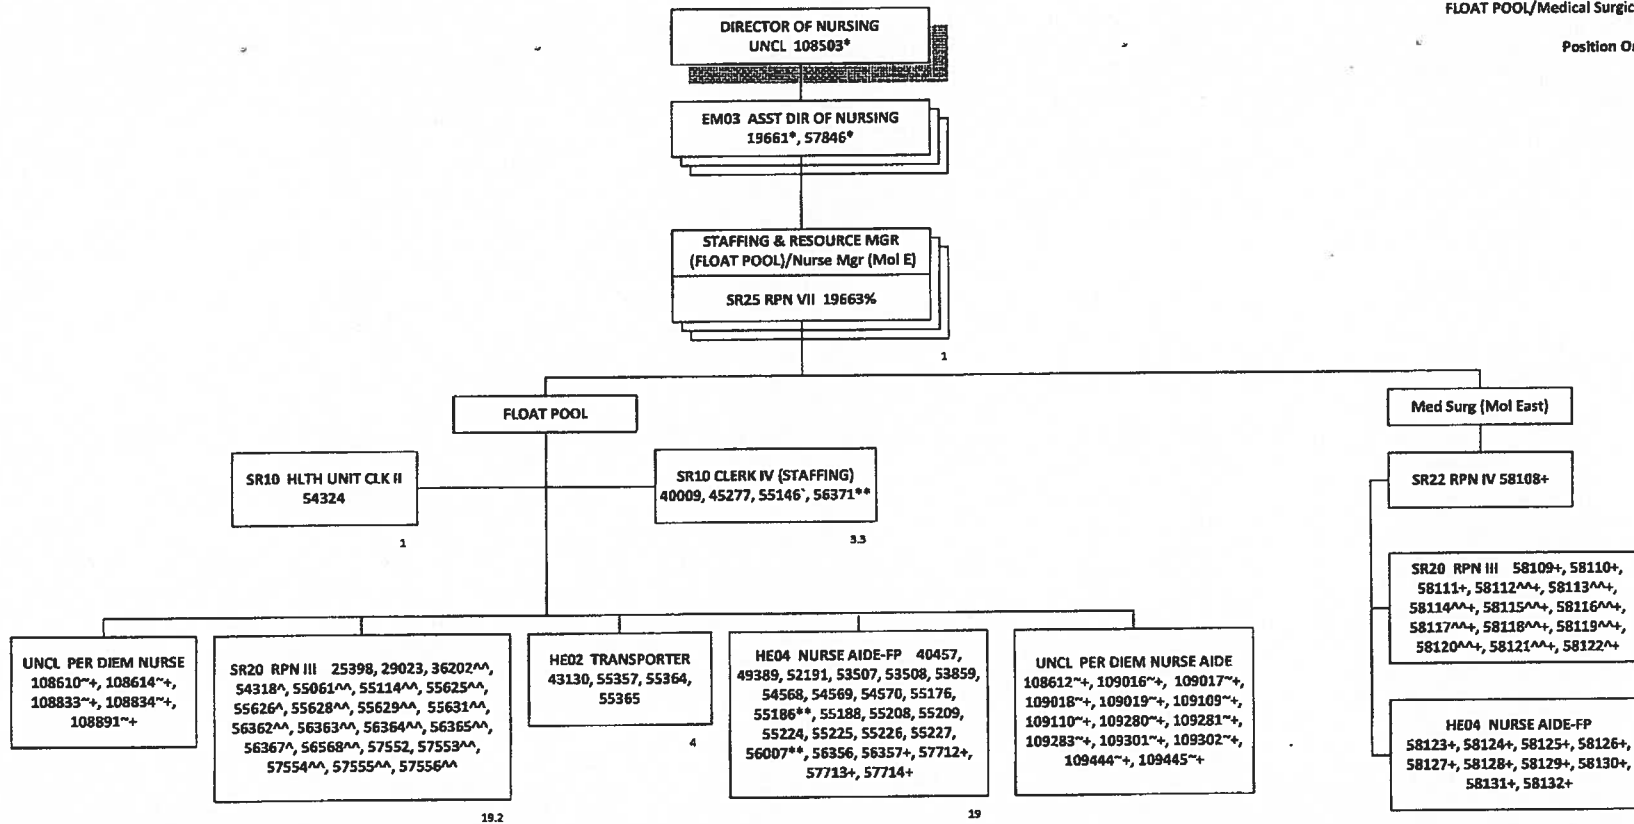 FLOAT POOL/Medical Surgic
Position Or
DIRECTOR OF NURSING
UNCL 108503*
EM03 ASST DIR OF NURSING
19661*, 57846*
STAFFING & RESOURCE MGR
(FLOAT POOL)/Nurse Mgr (Mol E)
SR25 RPN VII 19663%
1
FLOAT POOL
Med Surg (Mol East)
SR10 HLTH UNIT CLK II
54324
1
SR10 CLERK IV (STAFFING)
40009, 45277, 55146`, 56371**
3.3
SR22 RPN IV 58108+
SR20 RPN III 58109+, 58110+,
58111+, 58112^^+, 58113^^+,
58114^^+, 58115^^+, 58116^^+,
58117^^+, 58118^^+, 58119^^+,
58120^^+, 58121^^+, 58122^+
HE04 NURSE AIDE-FP
58123+, 58124+, 58125+, 58126+,
58127+, 58128+, 58129+, 58130+,
58131+, 58132+
UNCL PER DIEM NURSE
108610~+, 108614~+,
108833~+, 108834~+,
108891~+
SR20 RPN III 25398, 29023, 36202^^,
54318^, 55061^^, 55114^^, 55625^^,
55626^, 55628^^, 55629^^, 55631^^,
56362^^, 56363^^, 56364^^, 56365^^,
56367^, 56568^^, 57552, 57553^^,
57554^^, 57555^^, 57556^^
19.2
HE02 TRANSPORTER
43130, 55357, 55364,
55365
4
HE04 NURSE AIDE-FP 40457,
49389, 52191, 53507, 53508, 53859,
54568, 54569, 54570, 55176,
55186**, 55188, 55208, 55209,
55224, 55225, 55226, 55227,
56007**, 56356, 56357+, 57712+,
57713+, 57714+
19
UNCL PER DIEM NURSE AIDE
108612~+, 109016~+, 109017~+,
109018~+, 109019~+, 109109~+,
109110~+, 109280~+, 109281~+,
109283~+, 109301~+, 109302~+,
109444~+, 109445~+